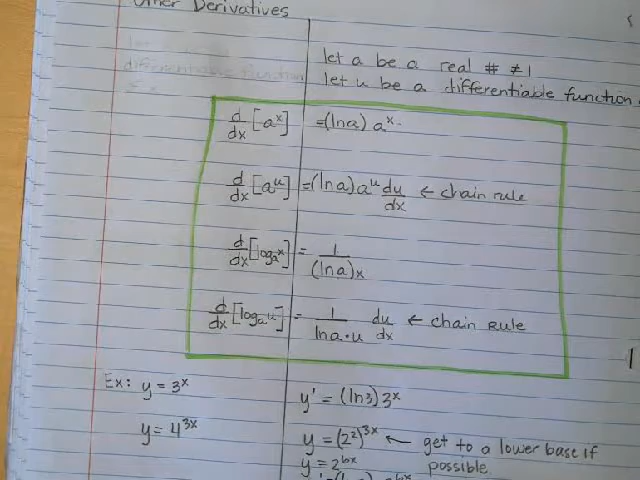 Other Derivatives
let a be a real # ≠ 1
let u be a differentiable function
d/dx [a^x] = (ln a) a^x
d/dx [a^u] = (ln a) a^u du/dx ← chain rule
d/dx [log_a x] = 1/(ln a)x
d/dx [log_a u] = 1/ln a · u du/dx ← chain Rule
Ex: y = 3^x y' = (ln 3) 3^x
y = 4^3x y = (2^2)^3x ← get to a lower base if possible
y = 2^6x